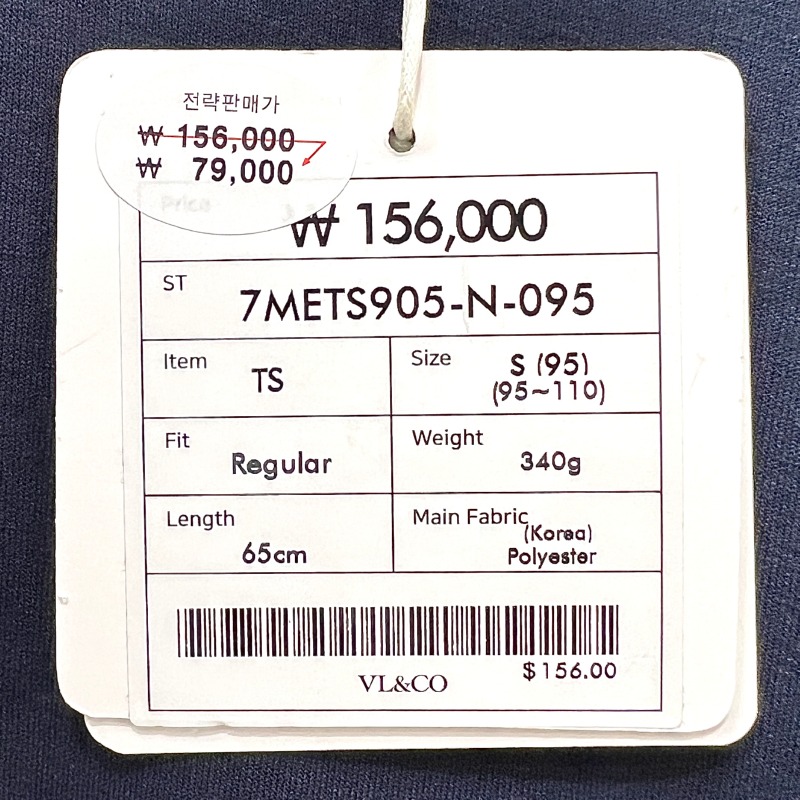 전략판매가
₩ 156,000
₩ 79,000
Price
₩ 156,000
ST
7METS905-N-095
Item
TS
Size
S (95)
(95~110)
Fit
Regular
Weight
340g
Length
65cm
Main Fabric
(Korea)
Polyester
$156.00
VL&CO